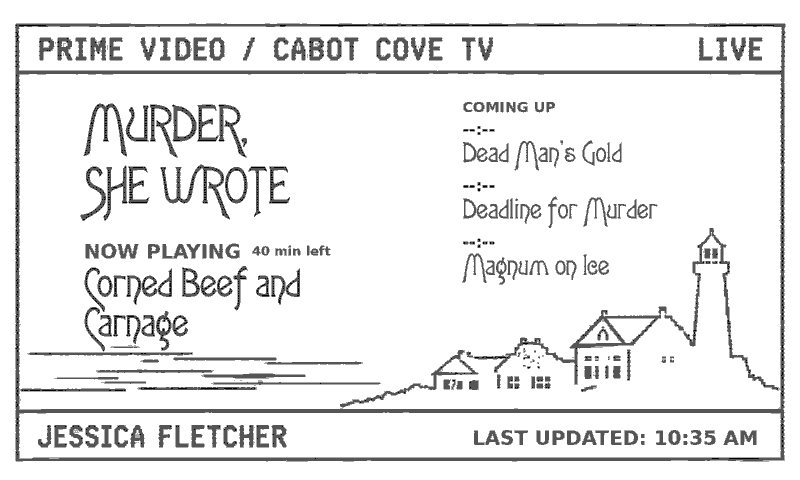 PRIME VIDEO / CABOT COVE TV
LIVE
MURDER,
SHE WROTE
NOW PLAYING 40 min left
Corned Beef and
Carnage
COMING UP
--:--
Dead Man's Gold
--:--
Deadline for Murder
--:--
Magnum on Ice
JESSICA FLETCHER
LAST UPDATED: 10:35 AM